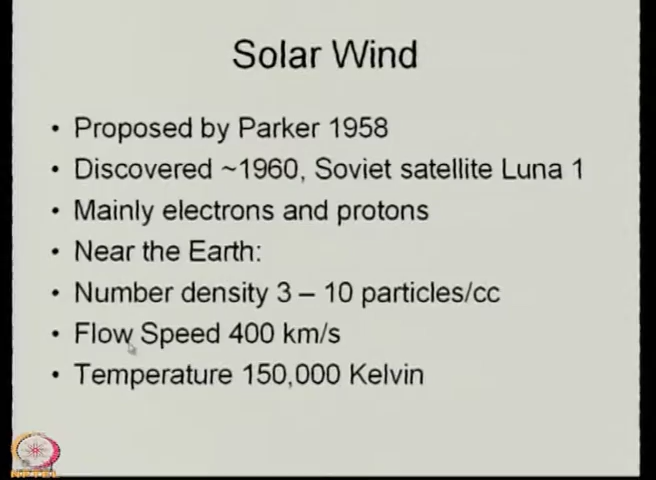 Solar Wind
• Proposed by Parker 1958
• Discovered ~1960, Soviet satellite Luna 1
• Mainly electrons and protons
• Near the Earth:
• Number density 3 – 10 particles/cc
• Flow Speed 400 km/s
• Temperature 150,000 Kelvin